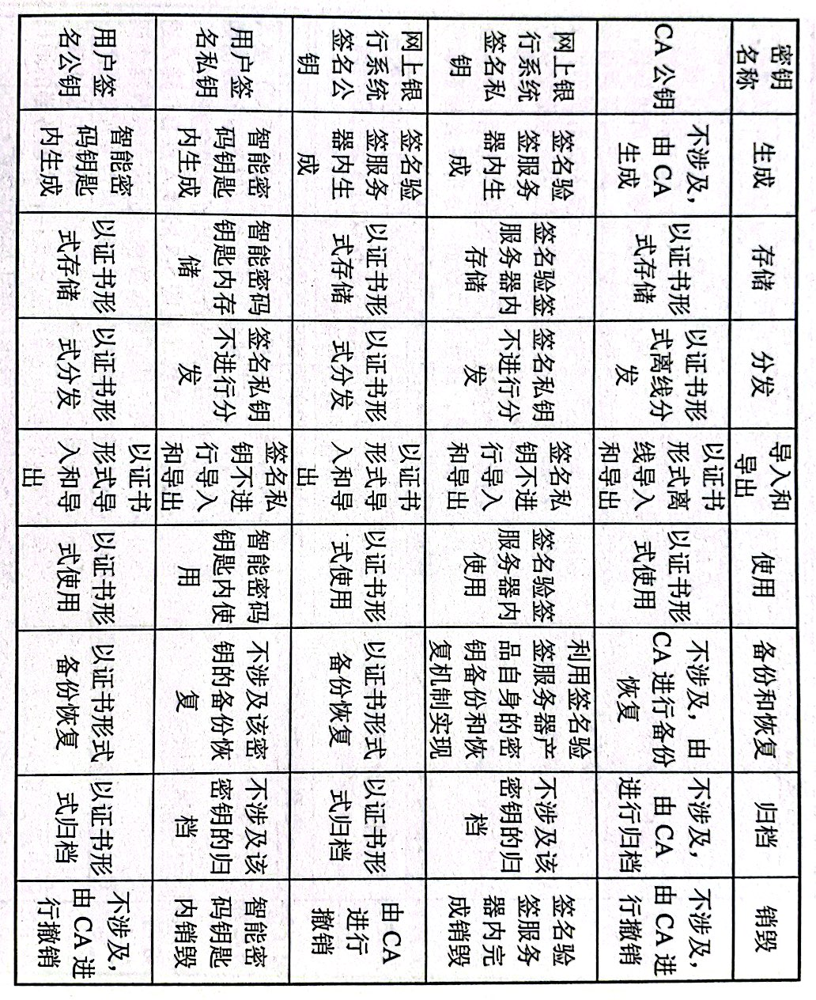 密钥
名称
生成
存储
分发
导入和
导出
使用
备份和恢复
归档
销毁
CA 公钥
不涉及，
由 CA
生成
以证书形
式存储
以证书形
式离线分
发
以证书
形式离
线导入
和导出
以证书形
式使用
不涉及，由
CA 进行备份
恢复
不涉及，
由 CA
进行归档
不涉及，
由 CA 进
行撤销
网上银
行系统
签名私
钥
签名验
签服务
器内生
成
签名验签
服务器内
存储
签名私钥
不进行分
发
签名私
钥不进
行导入
和导出
签名验签
服务器内
使用
利用签名验
签服务器产
品自身的密
钥备份和恢
复机制实现
不涉及该
密钥的归
档
签名验
签服务
器内完
成销毁
网上银
行系统
签名公
钥
签名验
签服务
器内生
成
以证书形
式存储
以证书形
式分发
以证书
形式导
入和导
出
以证书形
式使用
以证书形式
备份恢复
以证书形
式归档
由 CA
进行
撤销
用户签
名私钥
智能密
码钥匙
内生成
智能密码
钥匙内存
储
签名私钥
不进行分
发
签名私
钥不进
行导入
和导出
智能密码
钥匙内使
用
不涉及该密
钥的备份恢
复
不涉及该
密钥的归
档
智能密
码钥匙
内销毁
用户签
名公钥
智能密
码钥匙
内生成
以证书形
式存储
以证书形
式分发
以证书
形式导
入和导
出
以证书形
式使用
以证书形式
备份恢复
以证书形
式归档
不涉及，
由 CA 进
行撤销